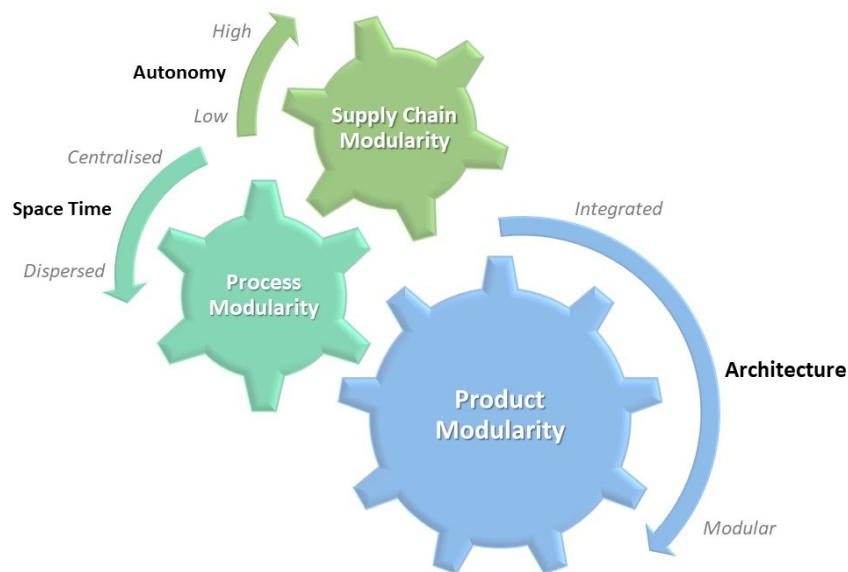 High
Autonomy
Low
Supply Chain
Modularity
Centralised
Space Time
Dispersed
Process
Modularity
Integrated
Architecture
Modular
Product
Modularity